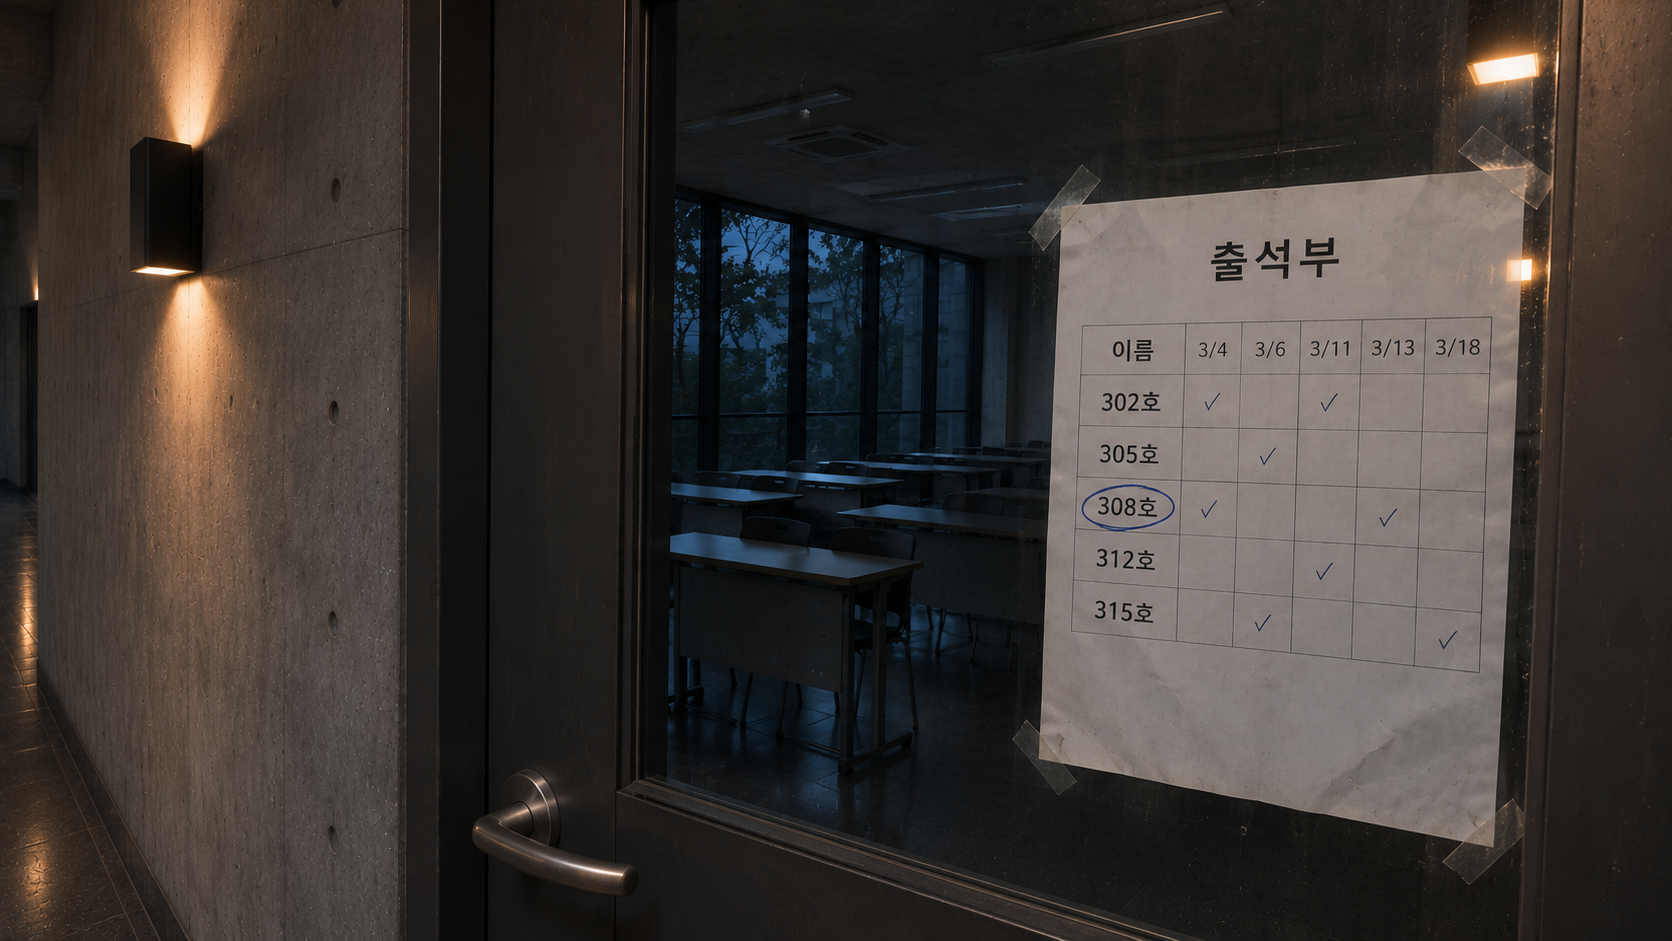 출석부
이름 3/4 3/6 3/11 3/13 3/18
302호 ✓ ✓
305호 ✓
308호 ✓ ✓
312호 ✓
315호 ✓ ✓